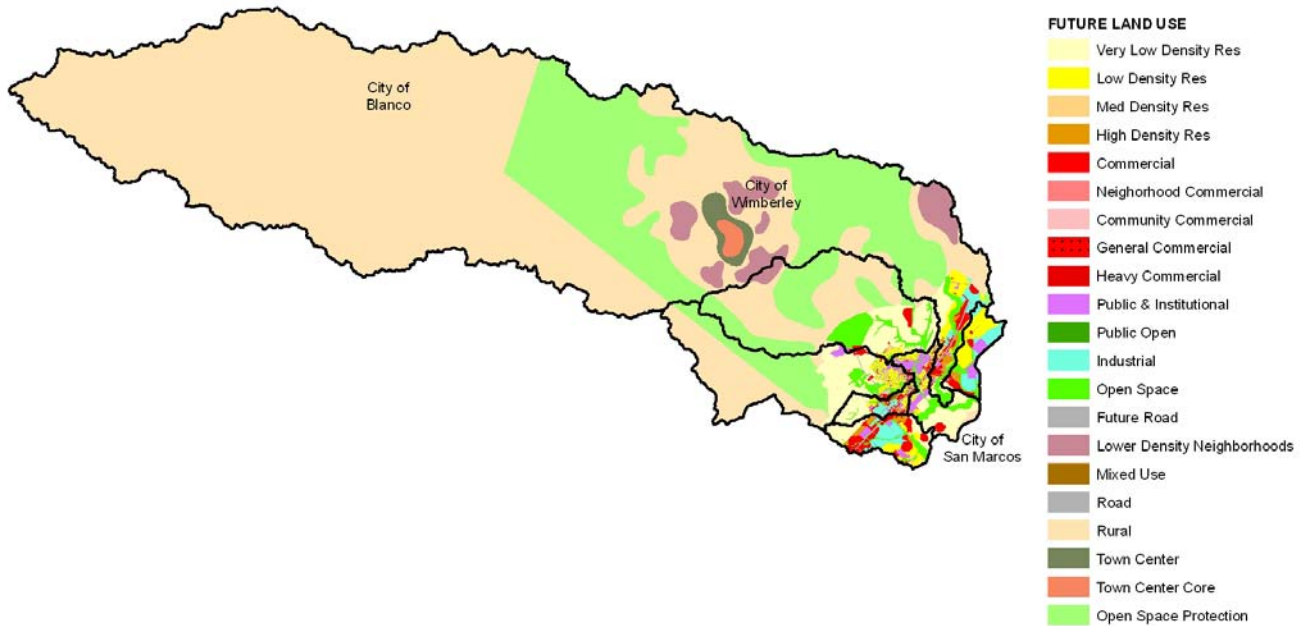 City of
Blanco
City of
Wimberley
City of
San Marcos
FUTURE LAND USE
Very Low Density Res
Low Density Res
Med Density Res
High Density Res
Commercial
Neighorhood Commercial
Community Commercial
General Commercial
Heavy Commercial
Public & Institutional
Public Open
Industrial
Open Space
Future Road
Lower Density Neighborhoods
Mixed Use
Road
Rural
Town Center
Town Center Core
Open Space Protection